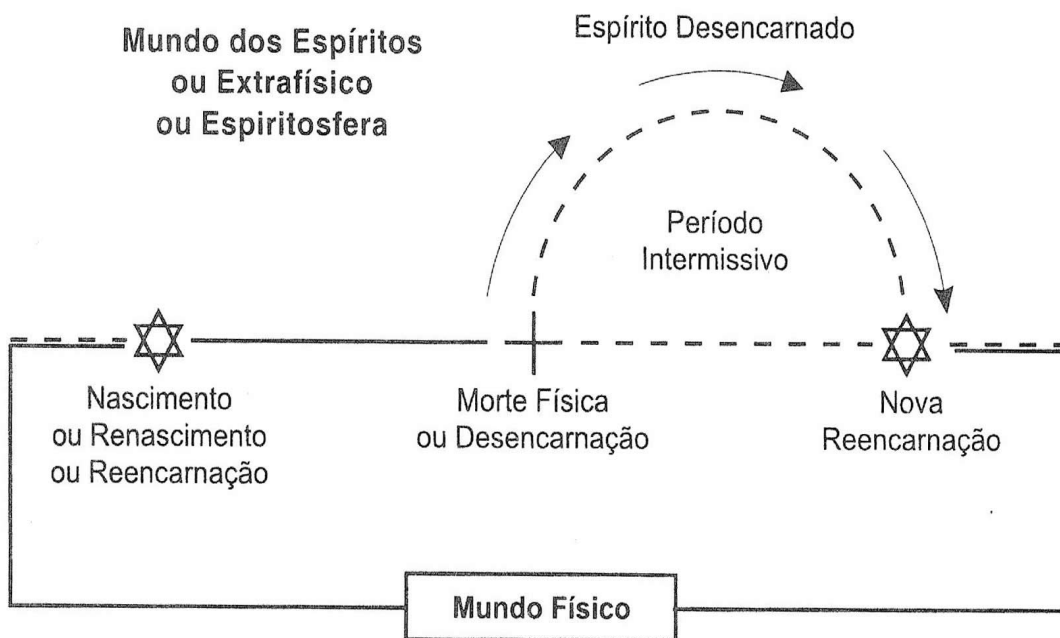 Mundo dos Espíritos
ou Extrafísico
ou Espiritosfera
Espírito Desencarnado
Período
Intermissivo
Nascimento
ou Renascimento
ou Reencarnação
Morte Física
ou Desencarnação
Nova
Reencarnação
Mundo Físico